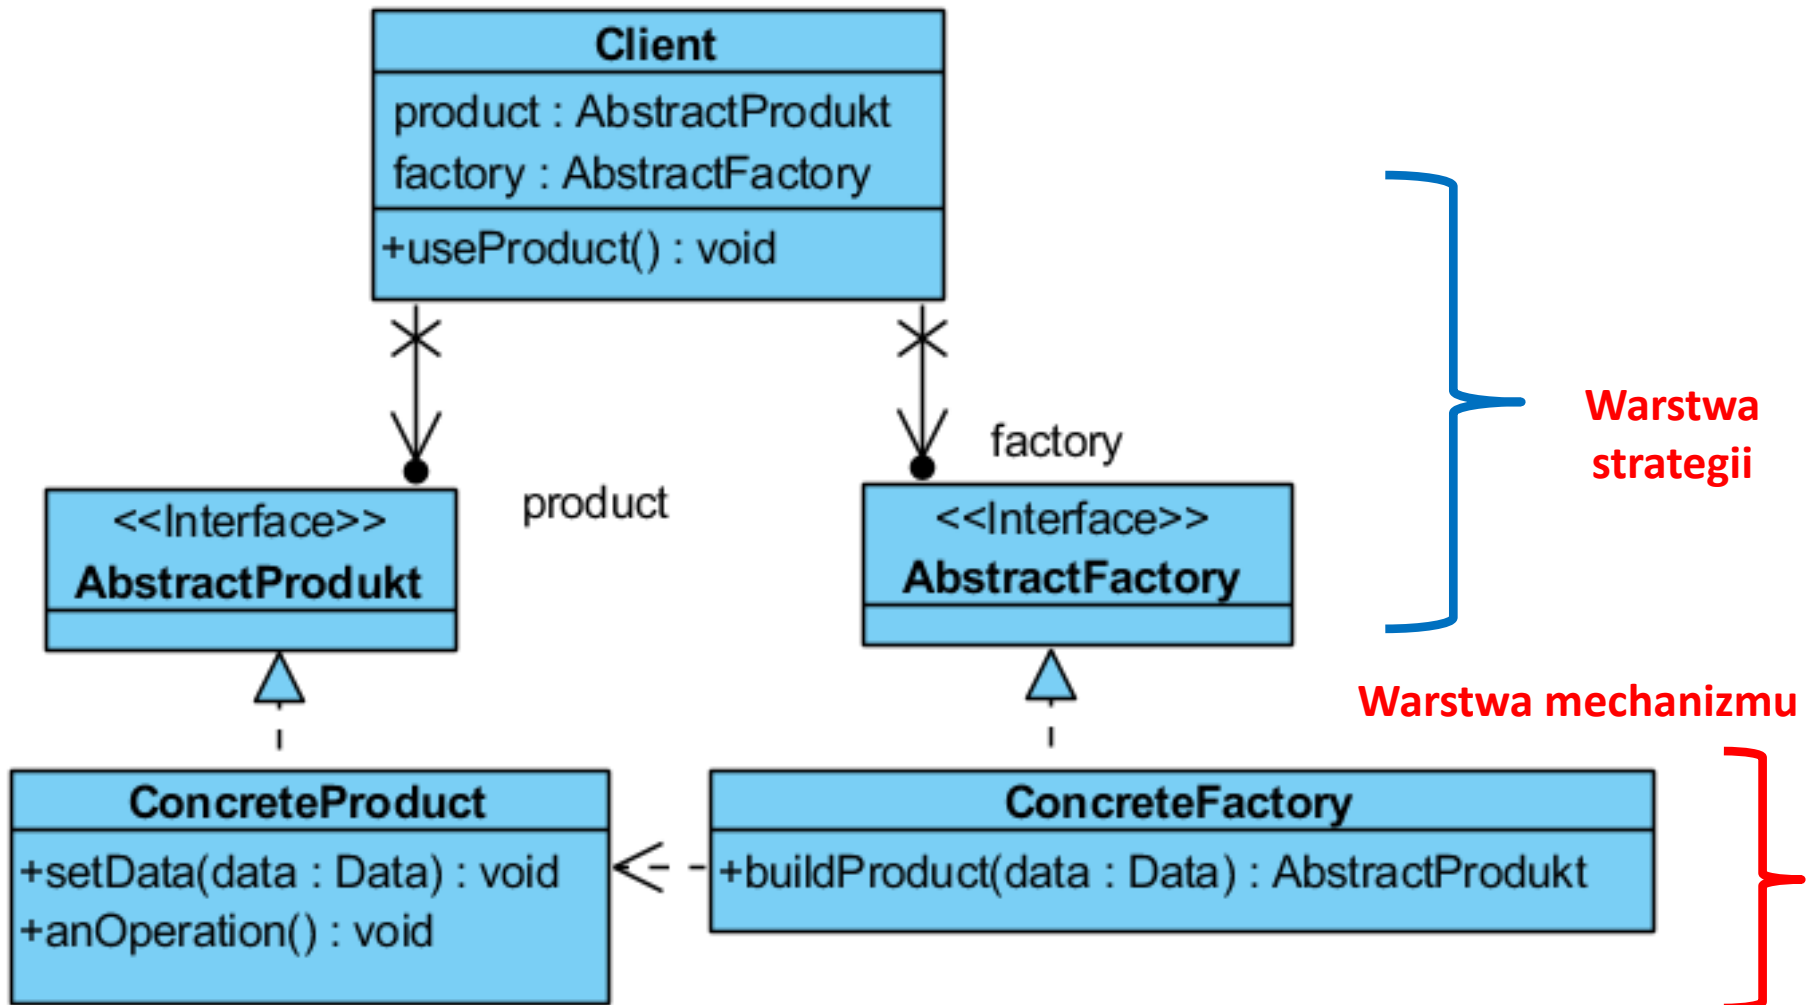 Client
product : AbstractProdukt
factory : AbstractFactory
+useProduct() : void
Warstwa
strategii
factory
product
<<Interface>>
AbstractProdukt
<<Interface>>
AbstractFactory
Warstwa mechanizmu
ConcreteProduct
+setData(data : Data) : void
+anOperation() : void
ConcreteFactory
+buildProduct(data : Data) : AbstractProdukt